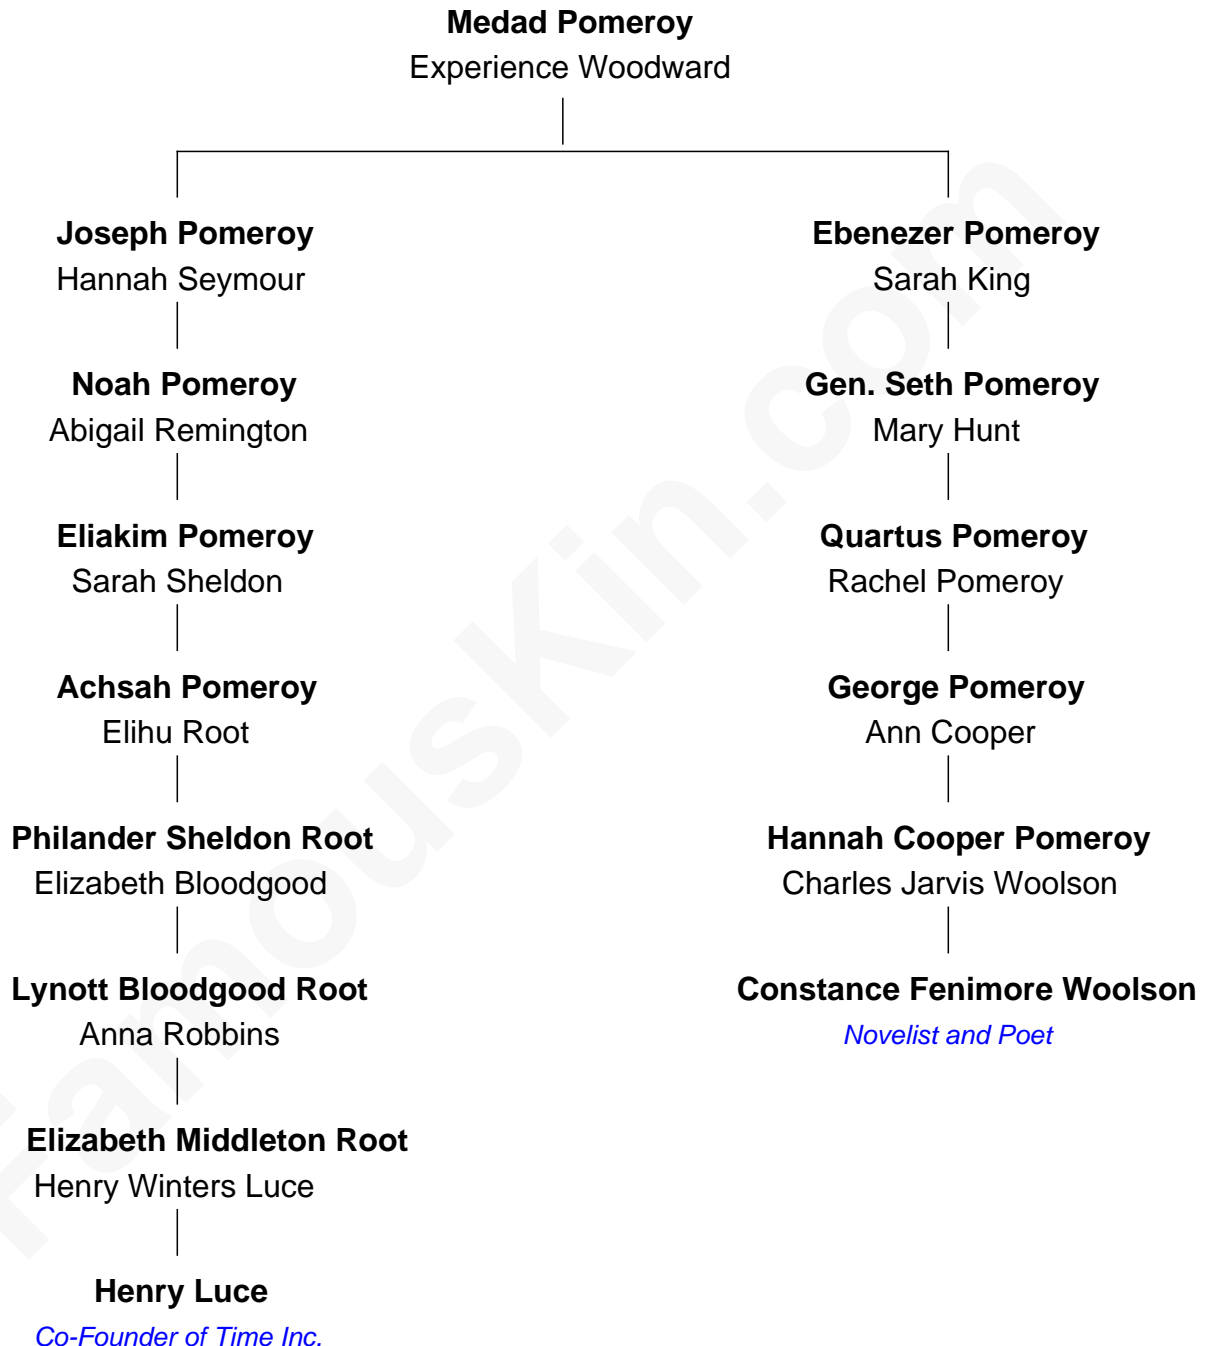 Medad Pomeroy
Experience Woodward
Joseph Pomeroy
Hannah Seymour
Ebenezer Pomeroy
Sarah King
Noah Pomeroy
Abigail Remington
Gen. Seth Pomeroy
Mary Hunt
Eliakim Pomeroy
Sarah Sheldon
Quartus Pomeroy
Rachel Pomeroy
Achsah Pomeroy
Elihu Root
George Pomeroy
Ann Cooper
Philander Sheldon Root
Elizabeth Bloodgood
Hannah Cooper Pomeroy
Charles Jarvis Woolson
Lynott Bloodgood Root
Anna Robbins
Constance Fenimore Woolson
Novelist and Poet
Elizabeth Middleton Root
Henry Winters Luce
Henry Luce
Co-Founder of Time Inc.
FamousKin.com